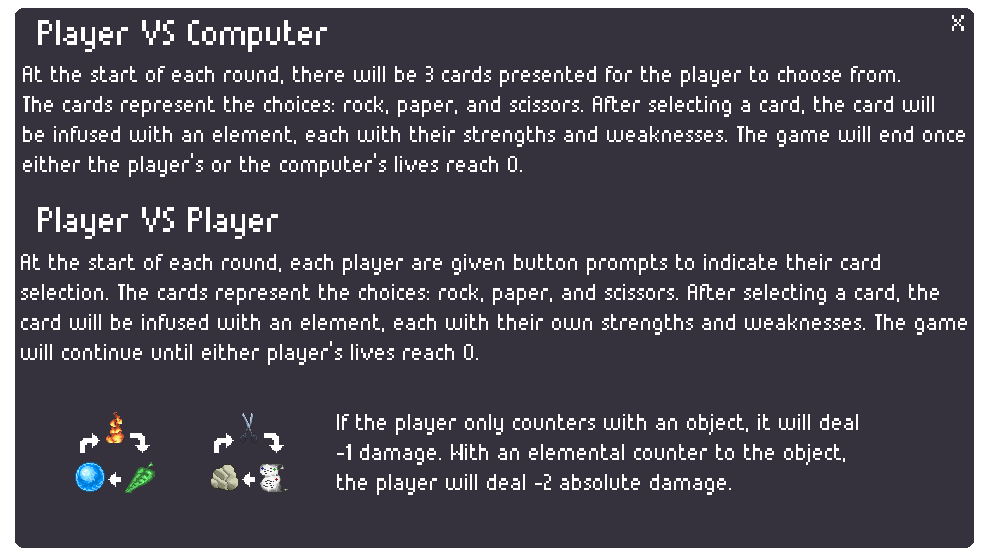 Player VS Computer
X
At the start of each round, there will be 3 cards presented for the player to choose from.
The cards represent the choices: rock, paper, and scissors. After selecting a card, the card will
be infused with an element, each with their strengths and weaknesses. The game will end once
either the player's or the computer's lives reach 0.
Player VS Player
At the start of each round, each player are given button prompts to indicate their card
selection. The cards represent the choices: rock, paper, and scissors. After selecting a card, the
card will be infused with an element, each with their own strengths and weaknesses. The game
will continue until either player's lives reach 0.
If the player only counters with an object, it will deal
-1 damage. With an elemental counter to the object,
the player will deal -2 absolute damage.